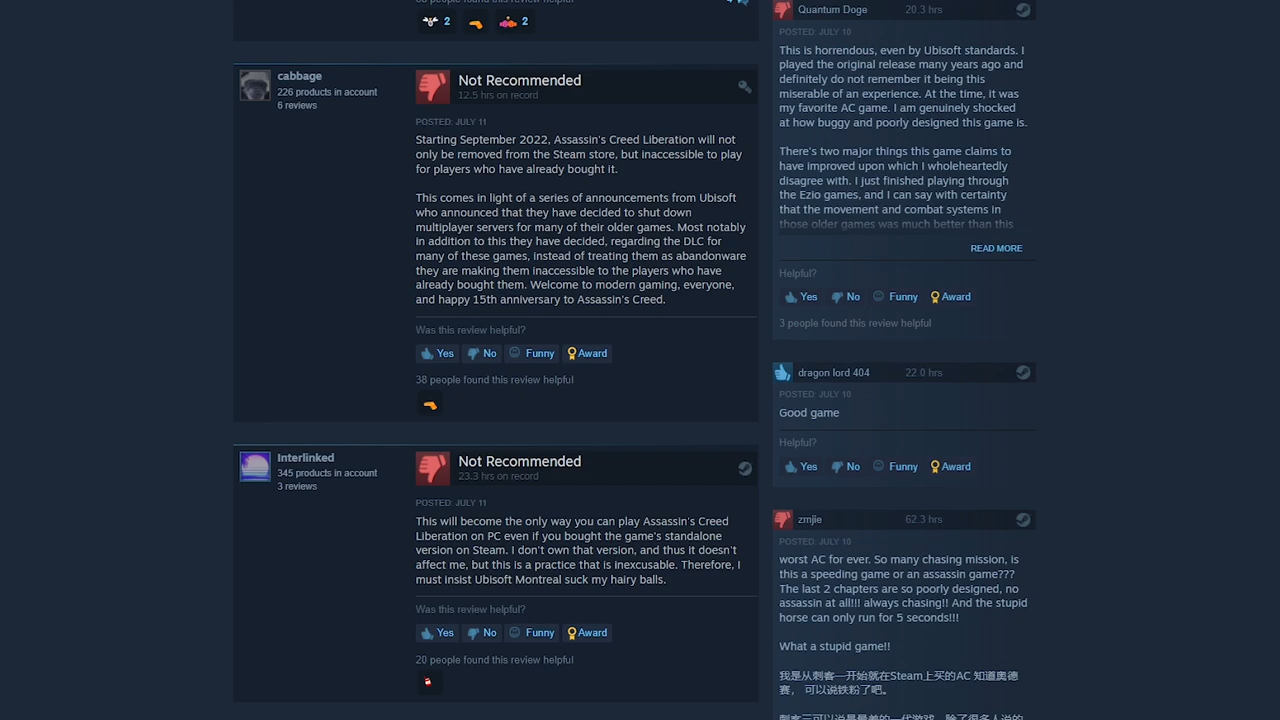 2
2
cabbage
226 products in account
6 reviews
Not Recommended
12.5 hrs on record
POSTED: JULY 11
Starting September 2022, Assassin's Creed Liberation will not
only be removed from the Steam store, but inaccessible to play
for players who have already bought it.
This comes in light of a series of announcements from Ubisoft
who announced that they have decided to shut down
multiplayer servers for many of their older games. Most notably
in addition to this they have decided, regarding the DLC for
many of these games, instead of treating them as abandonware
they are making them inaccessible to the players who have
already bought them. Welcome to modern gaming, everyone,
and happy 15th anniversary to Assassin's Creed.
Was this review helpful?
Yes No Funny Award
38 people found this review helpful
Interlinked
345 products in account
3 reviews
Not Recommended
23.3 hrs on record
POSTED: JULY 11
This will become the only way you can play Assassin's Creed
Liberation on PC even if you bought the game's standalone
version on Steam. I don't own that version, and thus it doesn't
affect me, but this is a practice that is inexcusable. Therefore, I
must insist Ubisoft Montreal suck my hairy balls.
Was this review helpful?
Yes No Funny Award
20 people found this review helpful
Quantum Doge 20.3 hrs
POSTED: JULY 10
This is horrendous, even by Ubisoft standards. I
played the original release many years ago and
definitely do not remember it being this
miserable of an experience. At the time, it was
my favorite AC game. I am genuinely shocked
at how buggy and poorly designed this game is.
There's two major things this game claims to
have improved upon which I wholeheartedly
disagree with. I just finished playing through
the Ezio games, and I can say with certainty
that the movement and combat systems in
those older games was much better than this
READ MORE
Helpful?
Yes No Funny Award
3 people found this review helpful
dragon lord 404 22.0 hrs
POSTED: JULY 10
Good game
Helpful?
Yes No Funny Award
zmjie 62.3 hrs
POSTED: JULY 10
worst AC for ever. So many chasing mission, is
this a speeding game or an assassin game???
The last 2 chapters are so poorly designed, no
assassin at all!!! always chasing!! And the stupid
horse can only run for 5 seconds!!!
What a stupid game!!
我是从刺客一开始就在Steam上买的AC 知道奥德
赛， 可以说铁粉了吧。